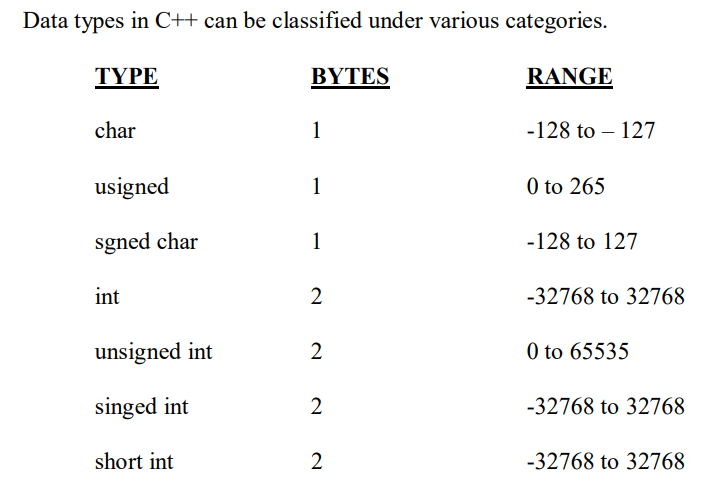 Data types in C++ can be classified under various categories.
TYPE BYTES RANGE
char 1 -128 to – 127
usigned 1 0 to 265
sgned char 1 -128 to 127
int 2 -32768 to 32768
unsigned int 2 0 to 65535
singed int 2 -32768 to 32768
short int 2 -32768 to 32768